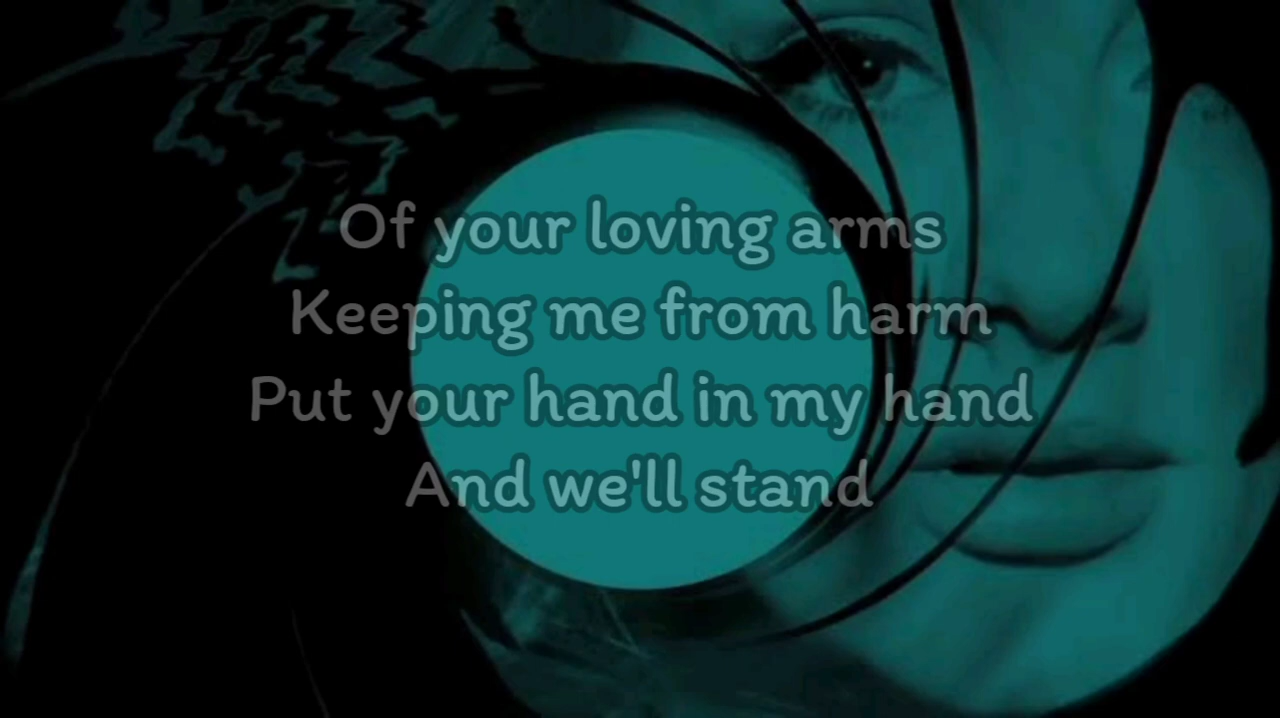 Of your loving arms
Keeping me from harm
Put your hand in my hand
And we'll stand